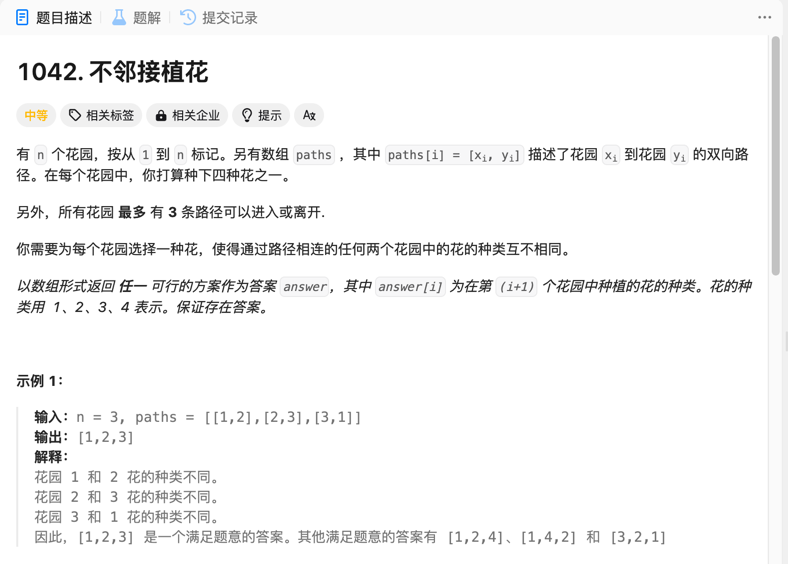 题目描述 题解 提交记录
1042. 不邻接植花
中等 相关标签 相关企业 提示
有 n 个花园，按从 1 到 n 标记。另有数组 paths ，其中 paths[i] = [xi, yi] 描述了花园 xi 到花园 yi 的双向路
径。在每个花园中，你打算种下四种花之一。
另外，所有花园 最多 有 3 条路径可以进入或离开.
你需要为每个花园选择一种花，使得通过路径相连的任何两个花园中的花的种类互不相同。
以数组形式返回 任一 可行的方案作为答案 answer，其中 answer[i] 为在第 (i+1) 个花园中种植的花的种类。花的种
类用 1、2、3、4 表示。保证存在答案。
示例 1：
输入：n = 3, paths = [[1,2],[2,3],[3,1]]
输出：[1,2,3]
解释：
花园 1 和 2 花的种类不同。
花园 2 和 3 花的种类不同。
花园 3 和 1 花的种类不同。
因此，[1,2,3] 是一个满足题意的答案。其他满足题意的答案有 [1,2,4]、[1,4,2] 和 [3,2,1]